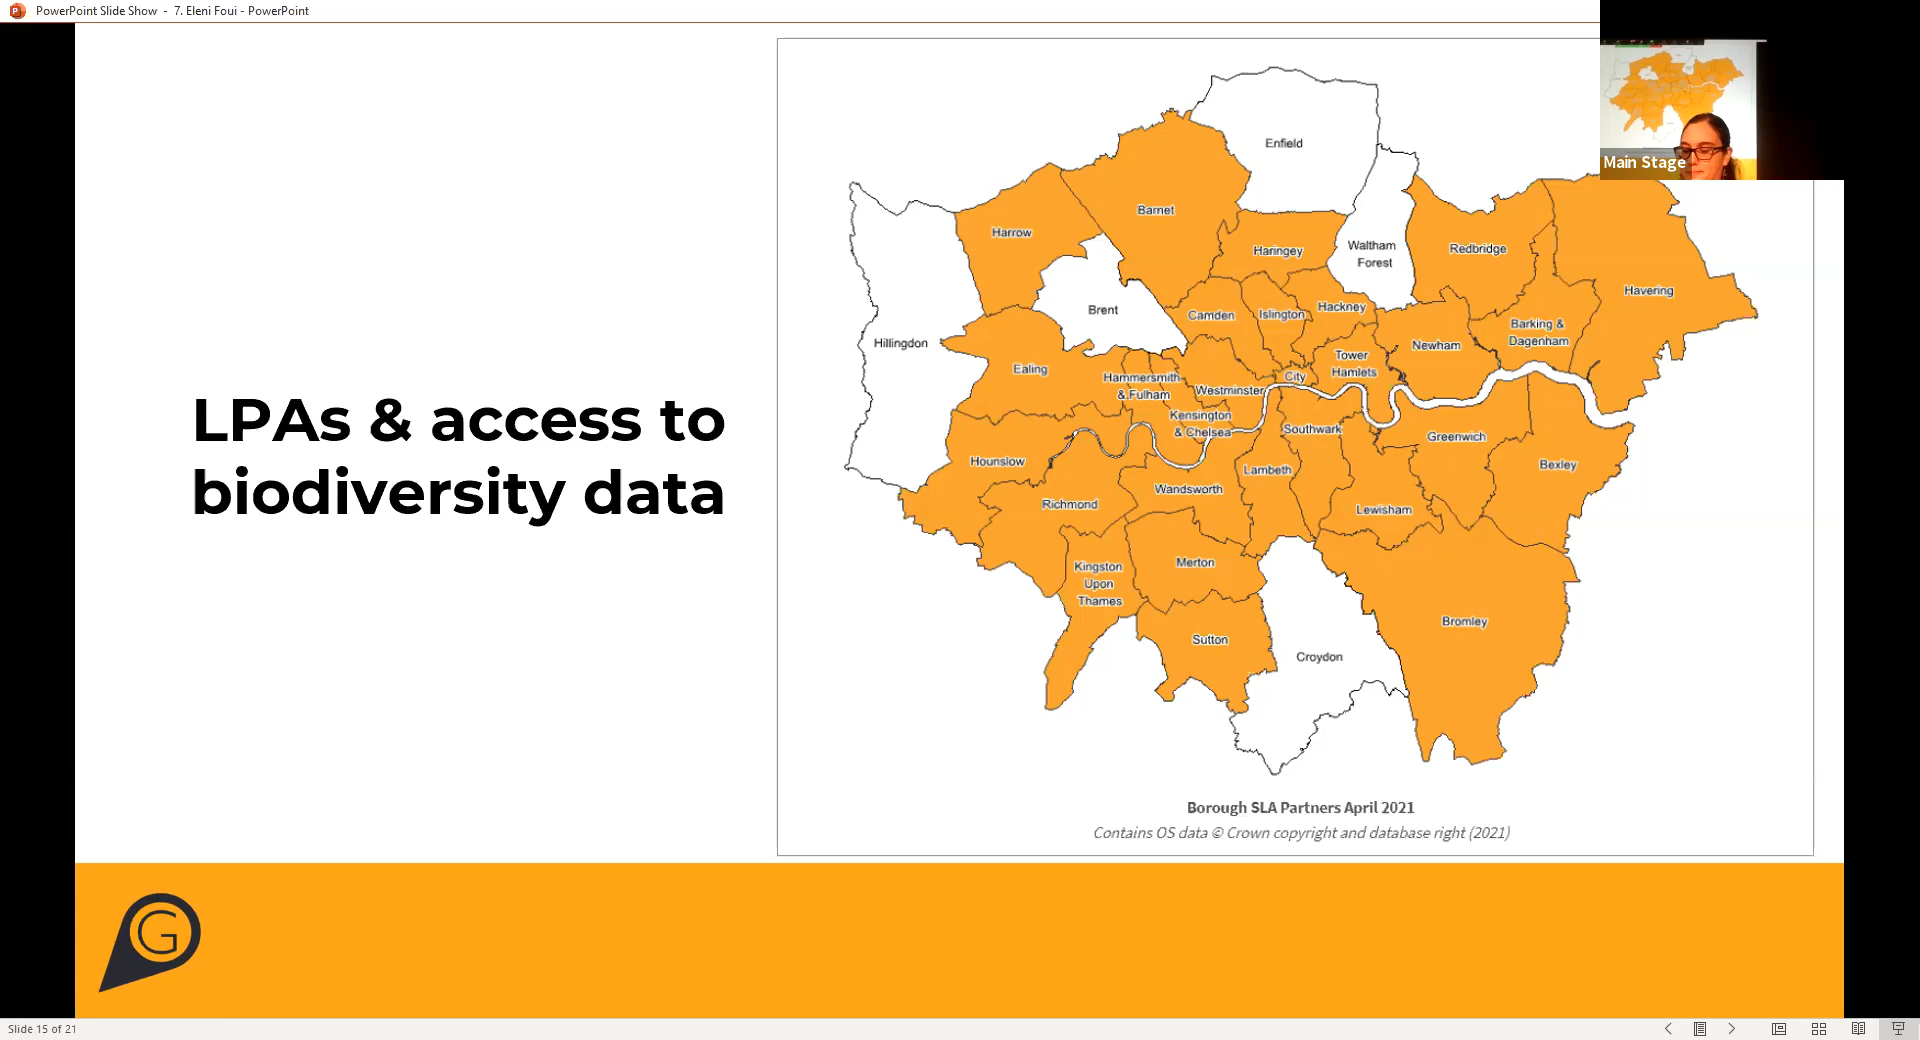 PowerPoint Slide Show - 7. Eleni Foui - PowerPoint
Main Stage
LPAs & access to
biodiversity data
Enfield
Barnet
Harrow
Haringey
Waltham
Forest
Redbridge
Havering
Brent
Camden
Islington
Hackney
Hillingdon
Newham
Barking &
Dagenham
Ealing
Tower
Hamlets
Hammersmith
& Fulham
Westminster
City
Kensington
& Chelsea
Southwark
Greenwich
Hounslow
Lambeth
Bexley
Wandsworth
Richmond
Lewisham
Kingston
Upon
Thames
Merton
Sutton
Croydon
Bromley
Borough SLA Partners April 2021
Contains OS data © Crown copyright and database right (2021)
G
Slide 15 of 21